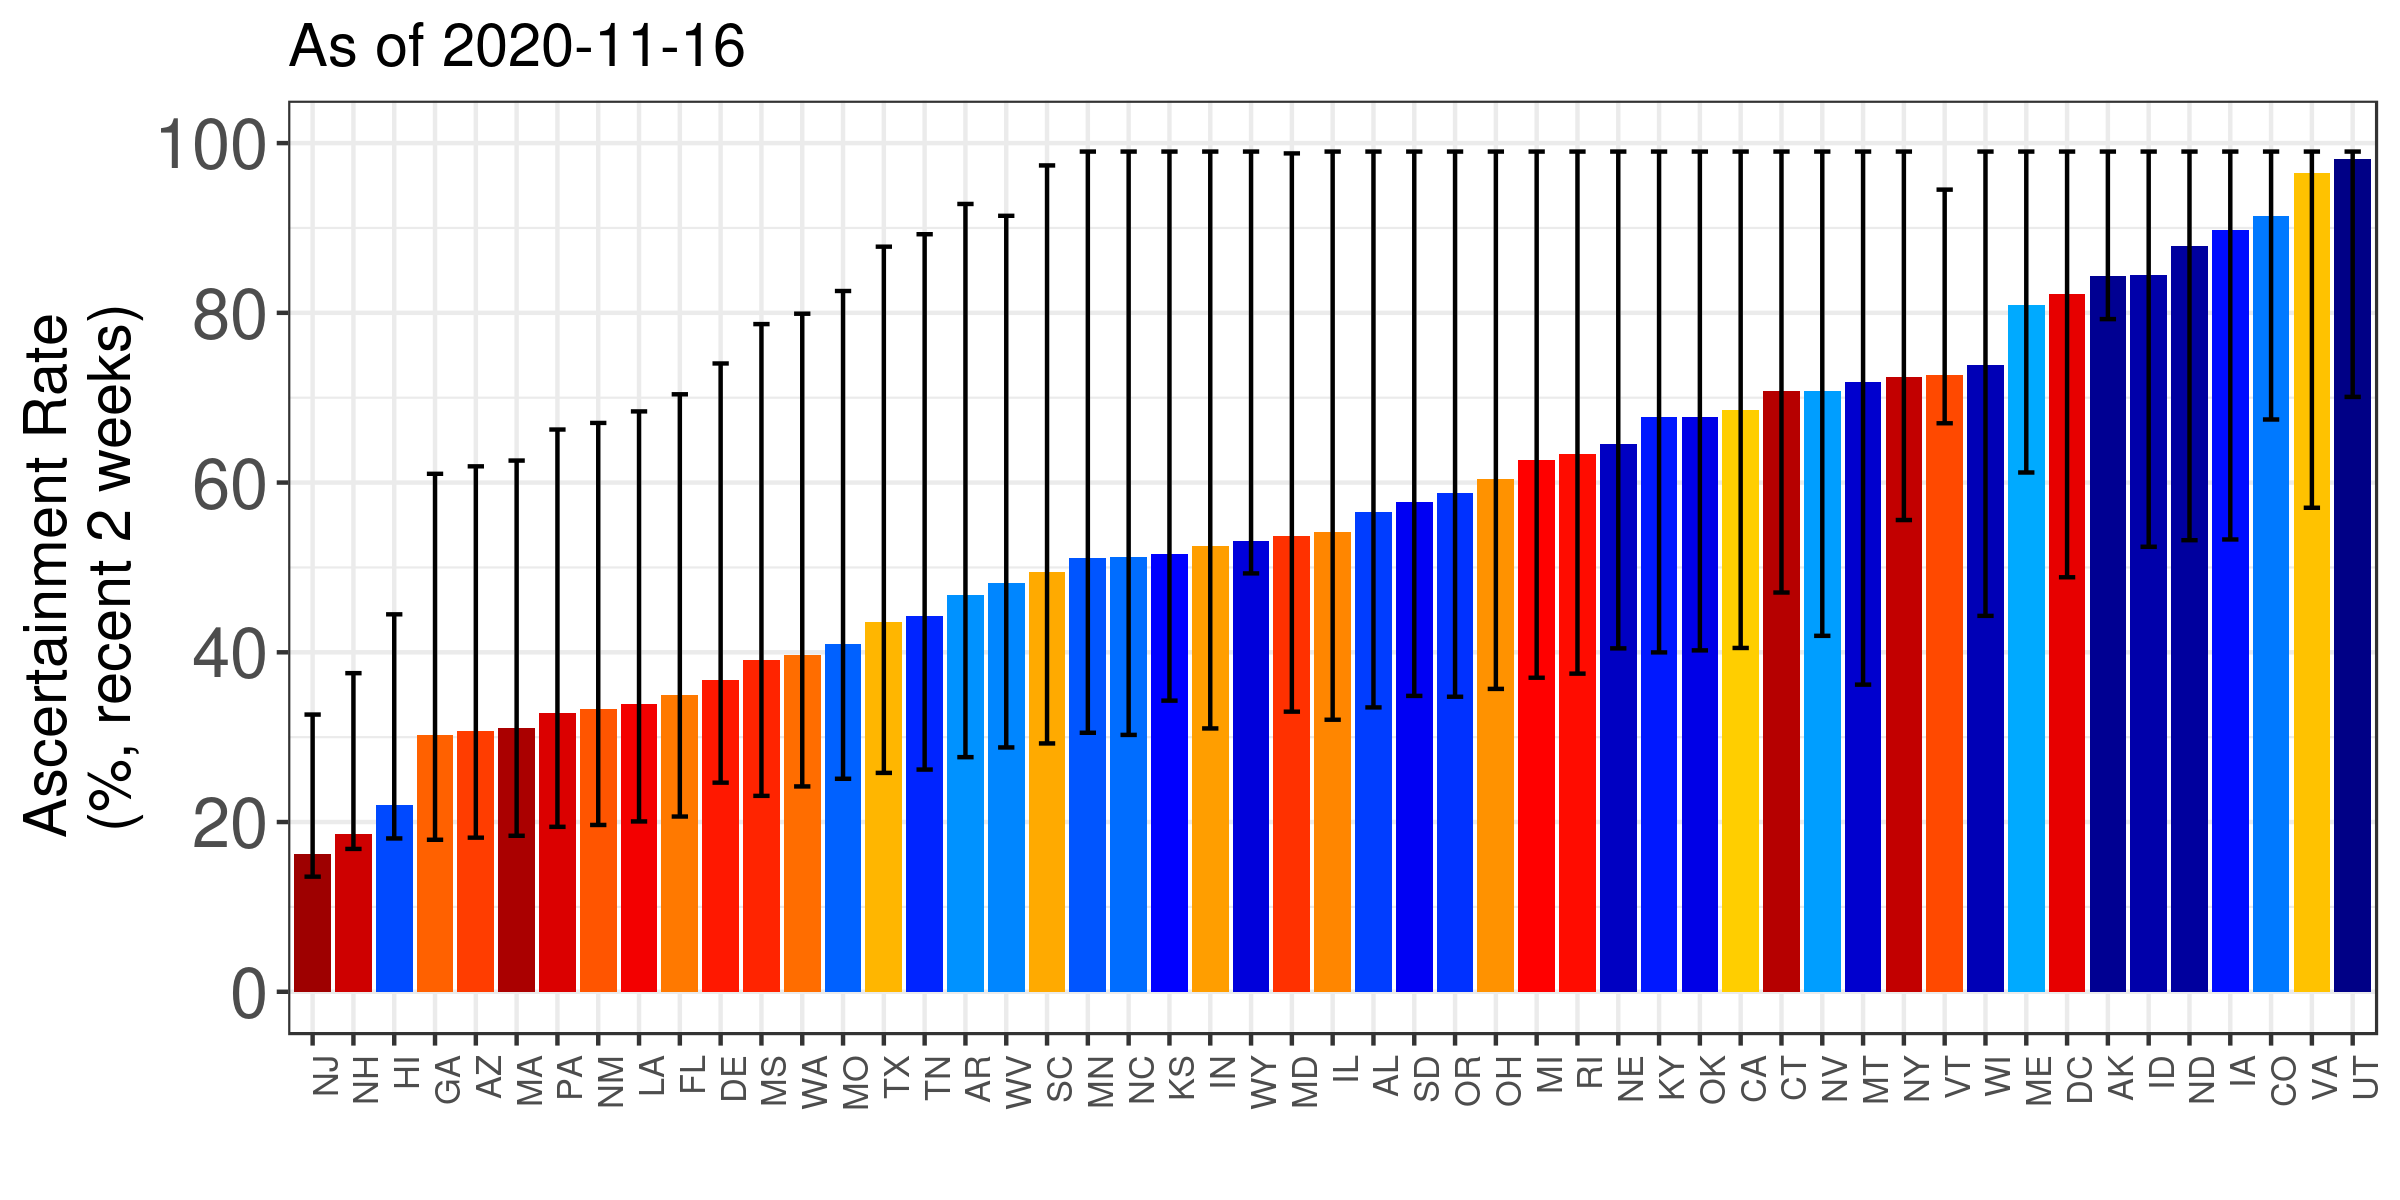 As of 2020-11-16
Ascertainment Rate
(%, recent 2 weeks)
100
80
60
40
20
0
NJ NH HI GA AZ MA PA NM LA FL DE MS WA MO TX TN AR WV SC MN NC KS IN WY MD IL AL SD OR OH MI RI NE KY OK CA CT NV MT NY VT WI ME DC AK ID ND IA CO VA UT